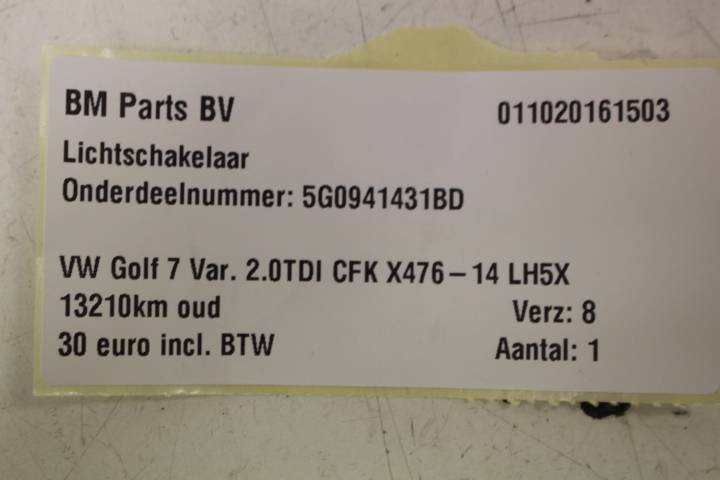 BM Parts BV 011020161503
Lichtschakelaar
Onderdeelnummer: 5G0941431BD
VW Golf 7 Var. 2.0TDI CFK X476-14 LH5X
13210km oud Verz: 8
30 euro incl. BTW Aantal: 1